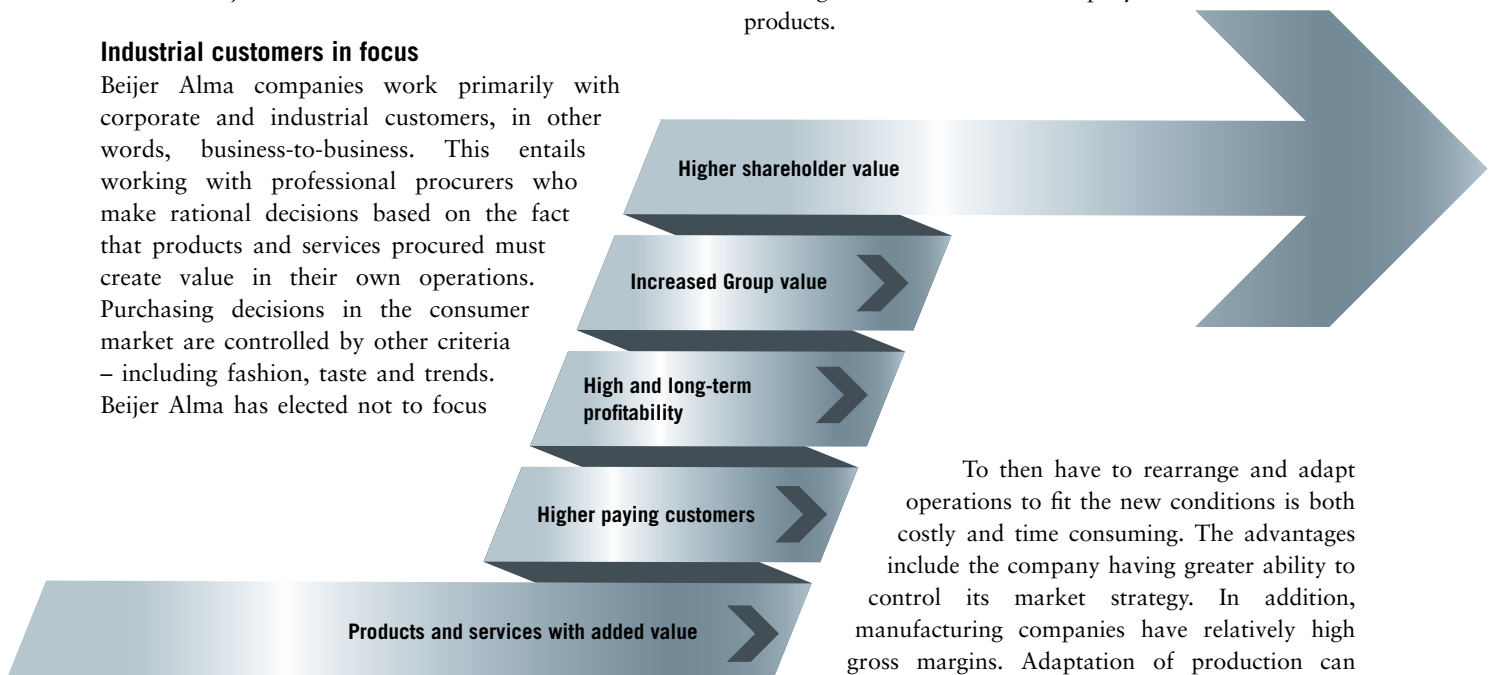 products.
Industrial customers in focus
Beijer Alma companies work primarily with
corporate and industrial customers, in other
words, business-to-business. This entails
working with professional procurers who
make rational decisions based on the fact
that products and services procured must
create value in their own operations.
Purchasing decisions in the consumer
market are controlled by other criteria
– including fashion, taste and trends.
Beijer Alma has elected not to focus
Higher shareholder value
Increased Group value
High and long-term
profitability
Higher paying customers
Products and services with added value
To then have to rearrange and adapt
operations to fit the new conditions is both
costly and time consuming. The advantages
include the company having greater ability to
control its market strategy. In addition,
manufacturing companies have relatively high
gross margins. Adaptation of production can